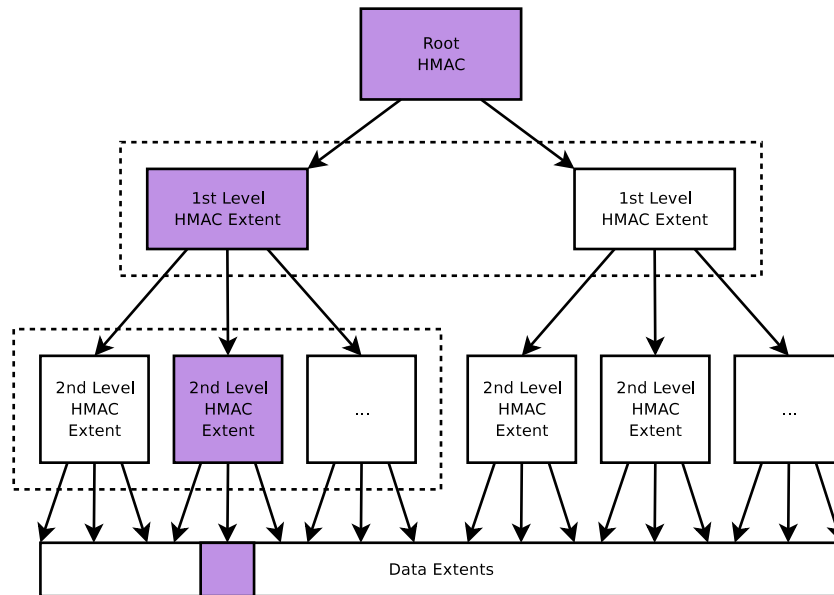 Root
HMAC
1st Level
HMAC Extent
1st Level
HMAC Extent
2nd Level
HMAC
Extent
2nd Level
HMAC
Extent
...
2nd Level
HMAC
Extent
2nd Level
HMAC
Extent
...
Data Extents